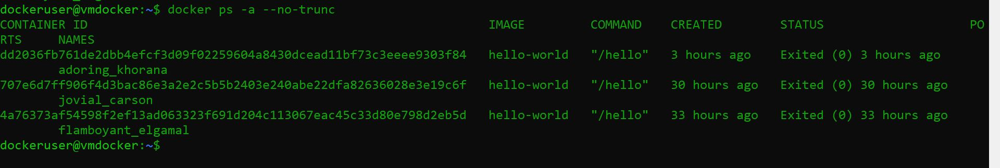 dockeruser@vmdocker:~$ docker ps -a --no-trunc
CONTAINER ID                                                       IMAGE         COMMAND    CREATED        STATUS                    PO
RTS     NAMES
dd2036fb761de2dbb4efcf3d09f02259604a8430dcead11bf73c3eeee9303f84   hello-world   "/hello"   3 hours ago    Exited (0) 3 hours ago
        adoring_khorana
707e6d7ff906f4d3bac86e3a2e2c5b5b2403e240abe22dfa82636028e3e19c6f   hello-world   "/hello"   30 hours ago   Exited (0) 30 hours ago
        jovial_carson
4a76373af54598f2ef13ad063323f691d204c113067eac45c33d80e798d2eb5d   hello-world   "/hello"   33 hours ago   Exited (0) 33 hours ago
        flamboyant_elgamal
dockeruser@vmdocker:~$